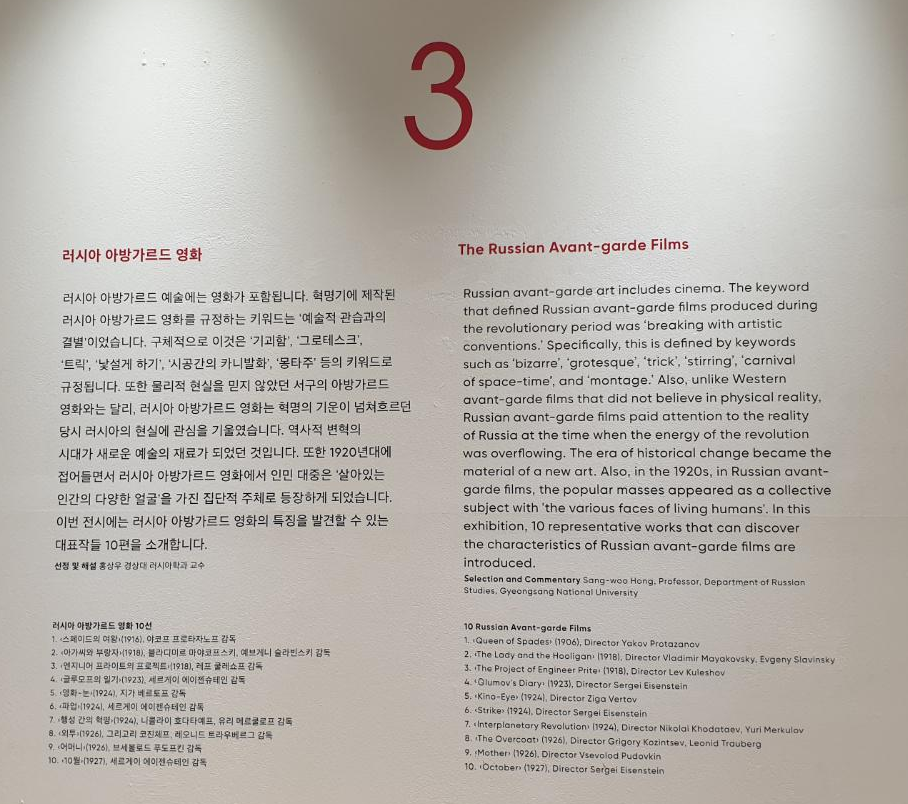 3
러시아 아방가르드 영화
러시아 아방가르드 예술에는 영화가 포함됩니다. 혁명기에 제작된
러시아 아방가르드 영화를 규정하는 키워드는 '예술적 관습과의
결별'이었습니다. 구체적으로 이것은 '기괴함', '그로테스크',
'트릭', '낯설게 하기', '시공간의 카니발화', '몽타주' 등의 키워드로
규정됩니다. 또한 물리적 현실을 믿지 않았던 서구의 아방가르드
영화와는 달리, 러시아 아방가르드 영화는 혁명의 기운이 넘쳐흐르던
당시 러시아의 현실에 관심을 기울였습니다. 역사적 변혁의
시대가 새로운 예술의 재료가 되었던 것입니다. 또한 1920년대에
접어들면서 러시아 아방가르드 영화에서 인민 대중은 '살아있는
인간의 다양한 얼굴'을 가진 집단적 주체로 등장하게 되었습니다.
이번 전시에는 러시아 아방가르드 영화의 특징을 발견할 수 있는
대표작들 10편을 소개합니다.
선정 및 해설 홍상우 경상대 러시아학과 교수
러시아 아방가르드 영화 10선
1. ‹스페이드의 여왕›(1916), 야코프 프로타자노프 감독
2. ‹아가씨와 부랑자›(1918), 블라디미르 마야코프스키, 예브게니 슬라빈스키 감독
3. ‹엔지니어 프라이트의 프로젝트›(1918), 레프 쿨레쇼프 감독
4. ‹글루모프의 일기›(1923), 세르게이 에이젠슈테인 감독
5. ‹영화-눈›(1924), 지가 베르토프 감독
6. ‹파업›(1924), 세르게이 에이젠슈테인 감독
7. ‹행성 간의 혁명›(1924), 니콜라이 호다타예프, 유리 메르쿨로프 감독
8. ‹외투›(1926), 그리고리 코진체프, 레오니드 트라우베르그 감독
9. ‹어머니›(1926), 브세볼로드 푸도프킨 감독
10. ‹10월›(1927), 세르게이 에이젠슈테인 감독
The Russian Avant-garde Films
Russian avant-garde art includes cinema. The keyword
that defined Russian avant-garde films produced during
the revolutionary period was 'breaking with artistic
conventions.' Specifically, this is defined by keywords
such as 'bizarre', 'grotesque', 'trick', 'stirring', 'carnival
of space-time', and 'montage.' Also, unlike Western
avant-garde films that did not believe in physical reality,
Russian avant-garde films paid attention to the reality
of Russia at the time when the energy of the revolution
was overflowing. The era of historical change became the
material of a new art. Also, in the 1920s, in Russian avant-
garde films, the popular masses appeared as a collective
subject with 'the various faces of living humans'. In this
exhibition, 10 representative works that can discover
the characteristics of Russian avant-garde films are
introduced.
Selection and Commentary Sang-woo Hong, Professor, Department of Russian
Studies, Gyeongsang National University
10 Russian Avant-garde Films
1. ‹Queen of Spades› (1906), Director Yakov Protazanov
2. ‹The Lady and the Hooligan› (1918), Director Vladimir Mayakovsky, Evgeny Slavinsky
3. ‹The Project of Engineer Prite› (1918), Director Lev Kuleshov
4. ‹Glumov's Diary› (1923), Director Sergei Eisenstein
5. ‹Kino-Eye› (1924), Director Ziga Vertov
6. ‹Strike› (1924), Director Sergei Eisenstein
7. ‹Interplanetary Revolution› (1924), Director Nikolai Khodataev, Yuri Merkulov
8. ‹The Overcoat› (1926), Director Grigory Kozintsev, Leonid Trauberg
9. ‹Mother› (1926), Director Vsevolod Pudovkin
10. ‹October› (1927), Director Sergei Eisenstein